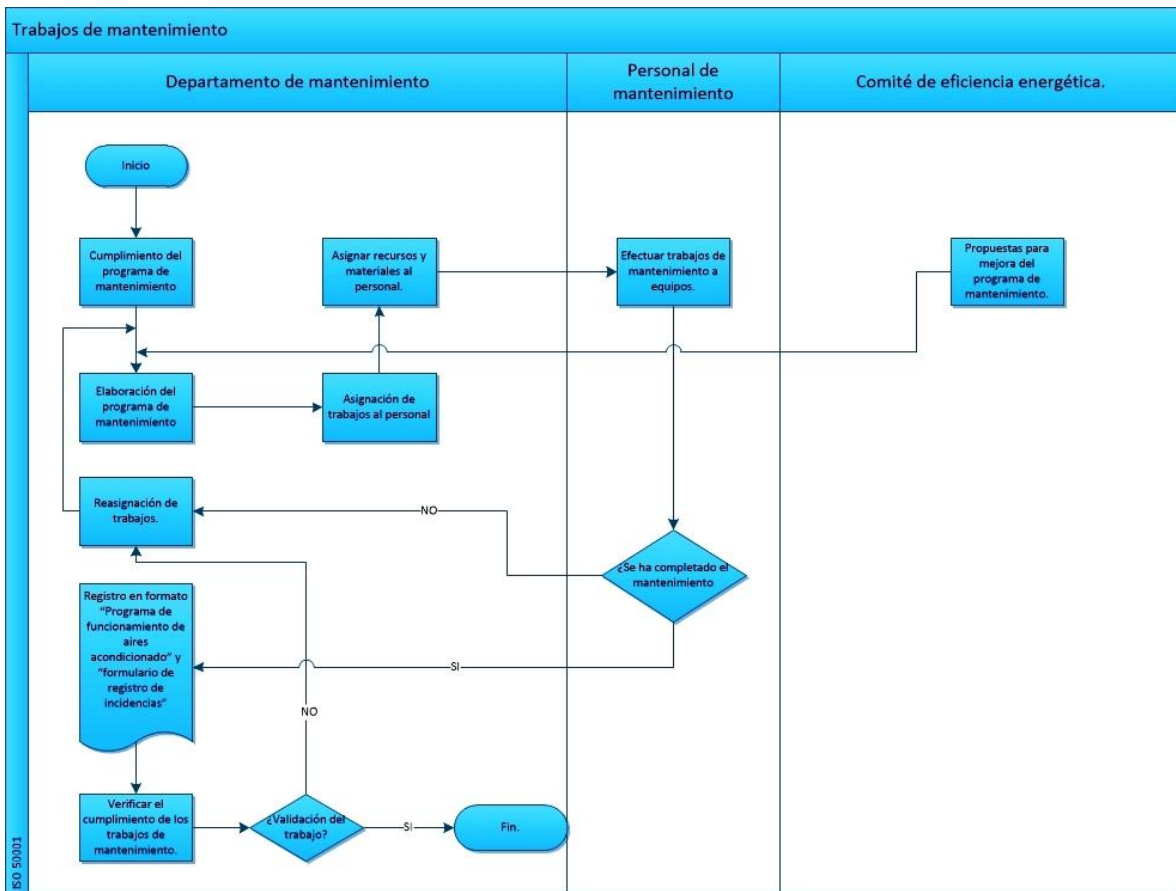 Trabajos de mantenimiento
Departamento de mantenimiento
Personal de
mantenimiento
Comité de eficiencia energética.
Inicio
Cumplimiento del
programa de
mantenimiento
Asignar recursos y
materiales al
personal.
Efectuar trabajos de
mantenimiento a
equipos.
Propuestas para
mejora del
programa de
mantenimiento.
Elaboración del
programa de
mantenimiento
Asignación de
trabajos al personal
Reasignación de
trabajos.
NO
¿Se ha completado el
mantenimiento
Registro en formato
“Programa de
funcionamiento de
aires
acondicionado” y
“formulario de
registro de
incidencias”
SI
NO
Verificar el
cumplimiento de los
trabajos de
mantenimiento.
¿Validación del
trabajo?
SI
Fin.
ISO 50001